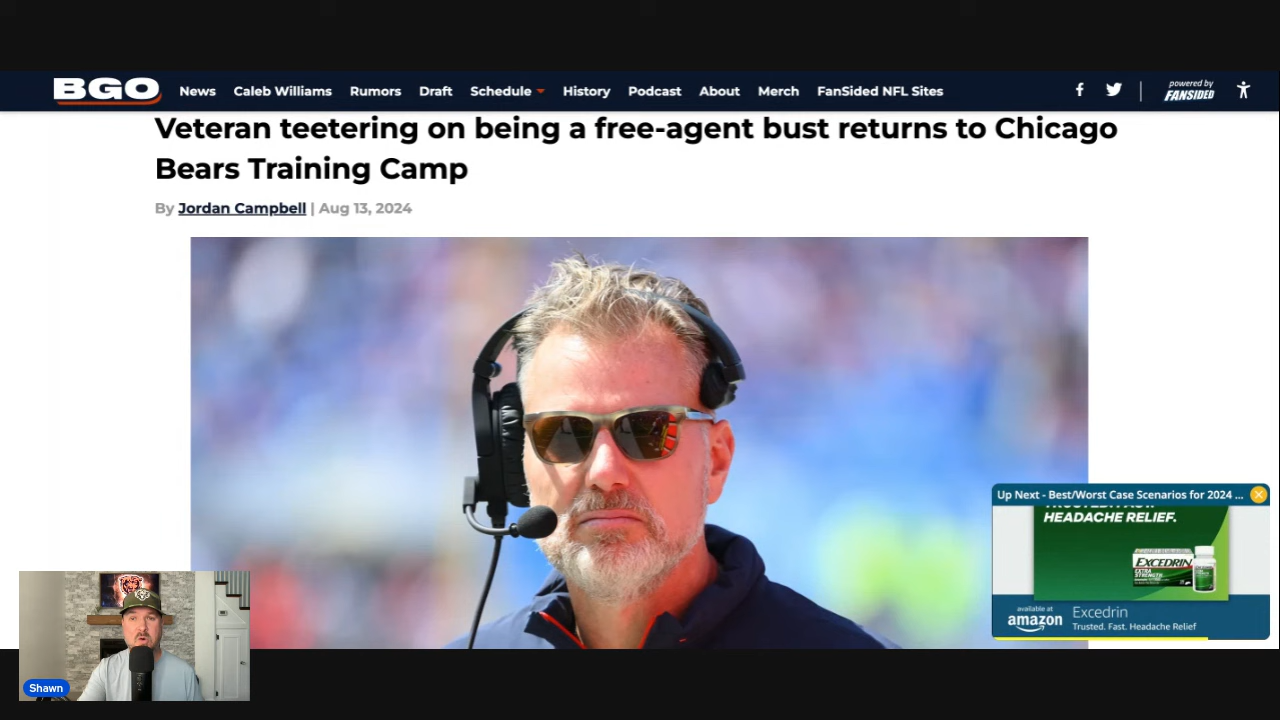 BGO News Caleb Williams Rumors Draft Schedule History Podcast About Merch FanSided NFL Sites
powered by
FANSIDED
Veteran teetering on being a free-agent bust returns to Chicago
Bears Training Camp
By Jordan Campbell | Aug 13, 2024
Up Next - Best/Worst Case Scenarios for 2024 ...
HEADACHE RELIEF.
EXCEDRIN
EXTRA
STRENGTH
available at
amazon
Excedrin
Trusted. Fast. Headache Relief
Shawn